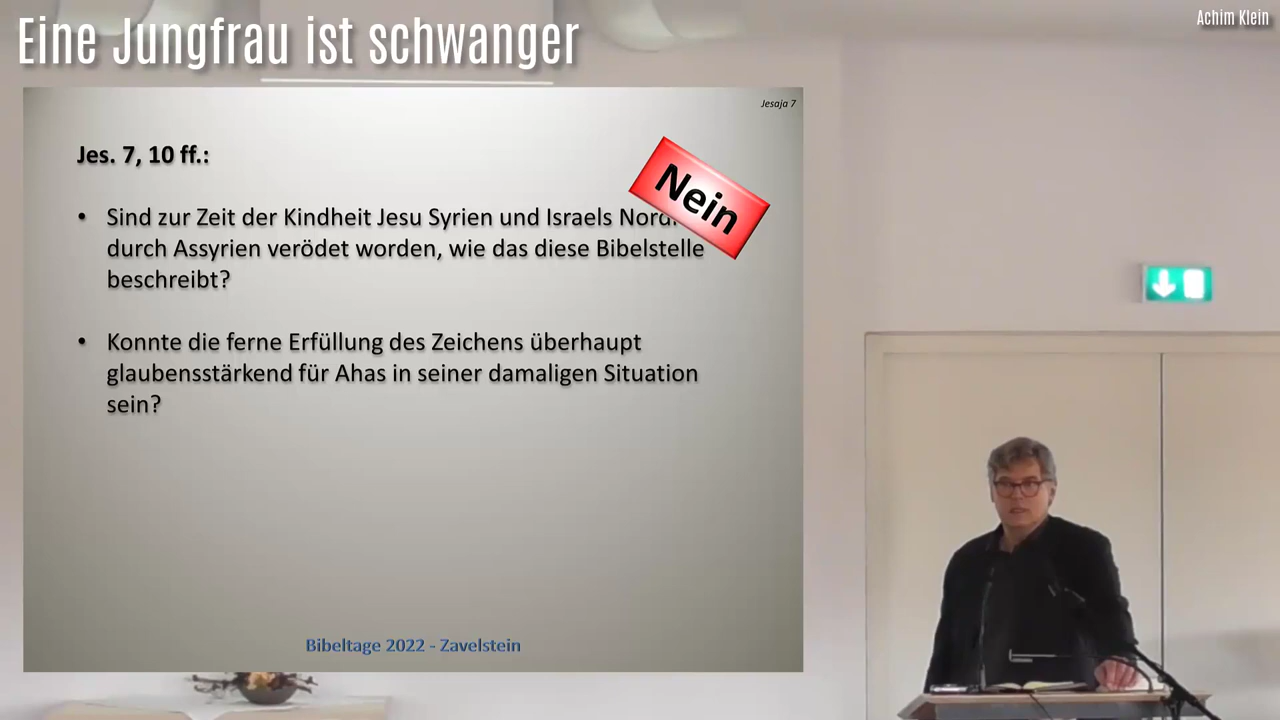 Eine Jungfrau ist schwanger
Achim Klein
Jesaja 7
Jes. 7, 10 ff.:
Nein
• Sind zur Zeit der Kindheit Jesu Syrien und Israels
durch Assyrien verödet worden, wie das diese Bibelstelle
beschreibt?
• Konnte die ferne Erfüllung des Zeichens überhaupt
glaubensstärkend für Ahas in seiner damaligen Situation
sein?
Bibeltage 2022 - Zavelstein